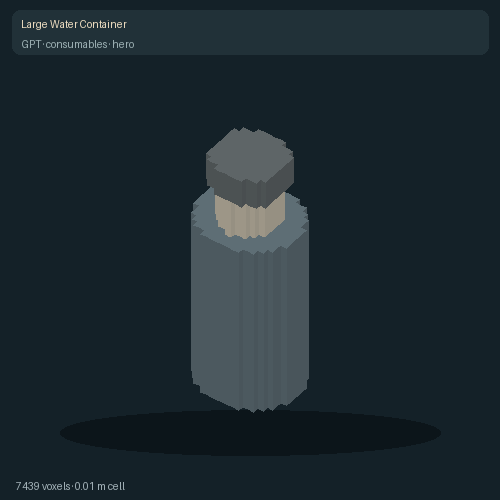 Large Water Container
GPT·consumables·hero
7439 voxels·0.01 m cell